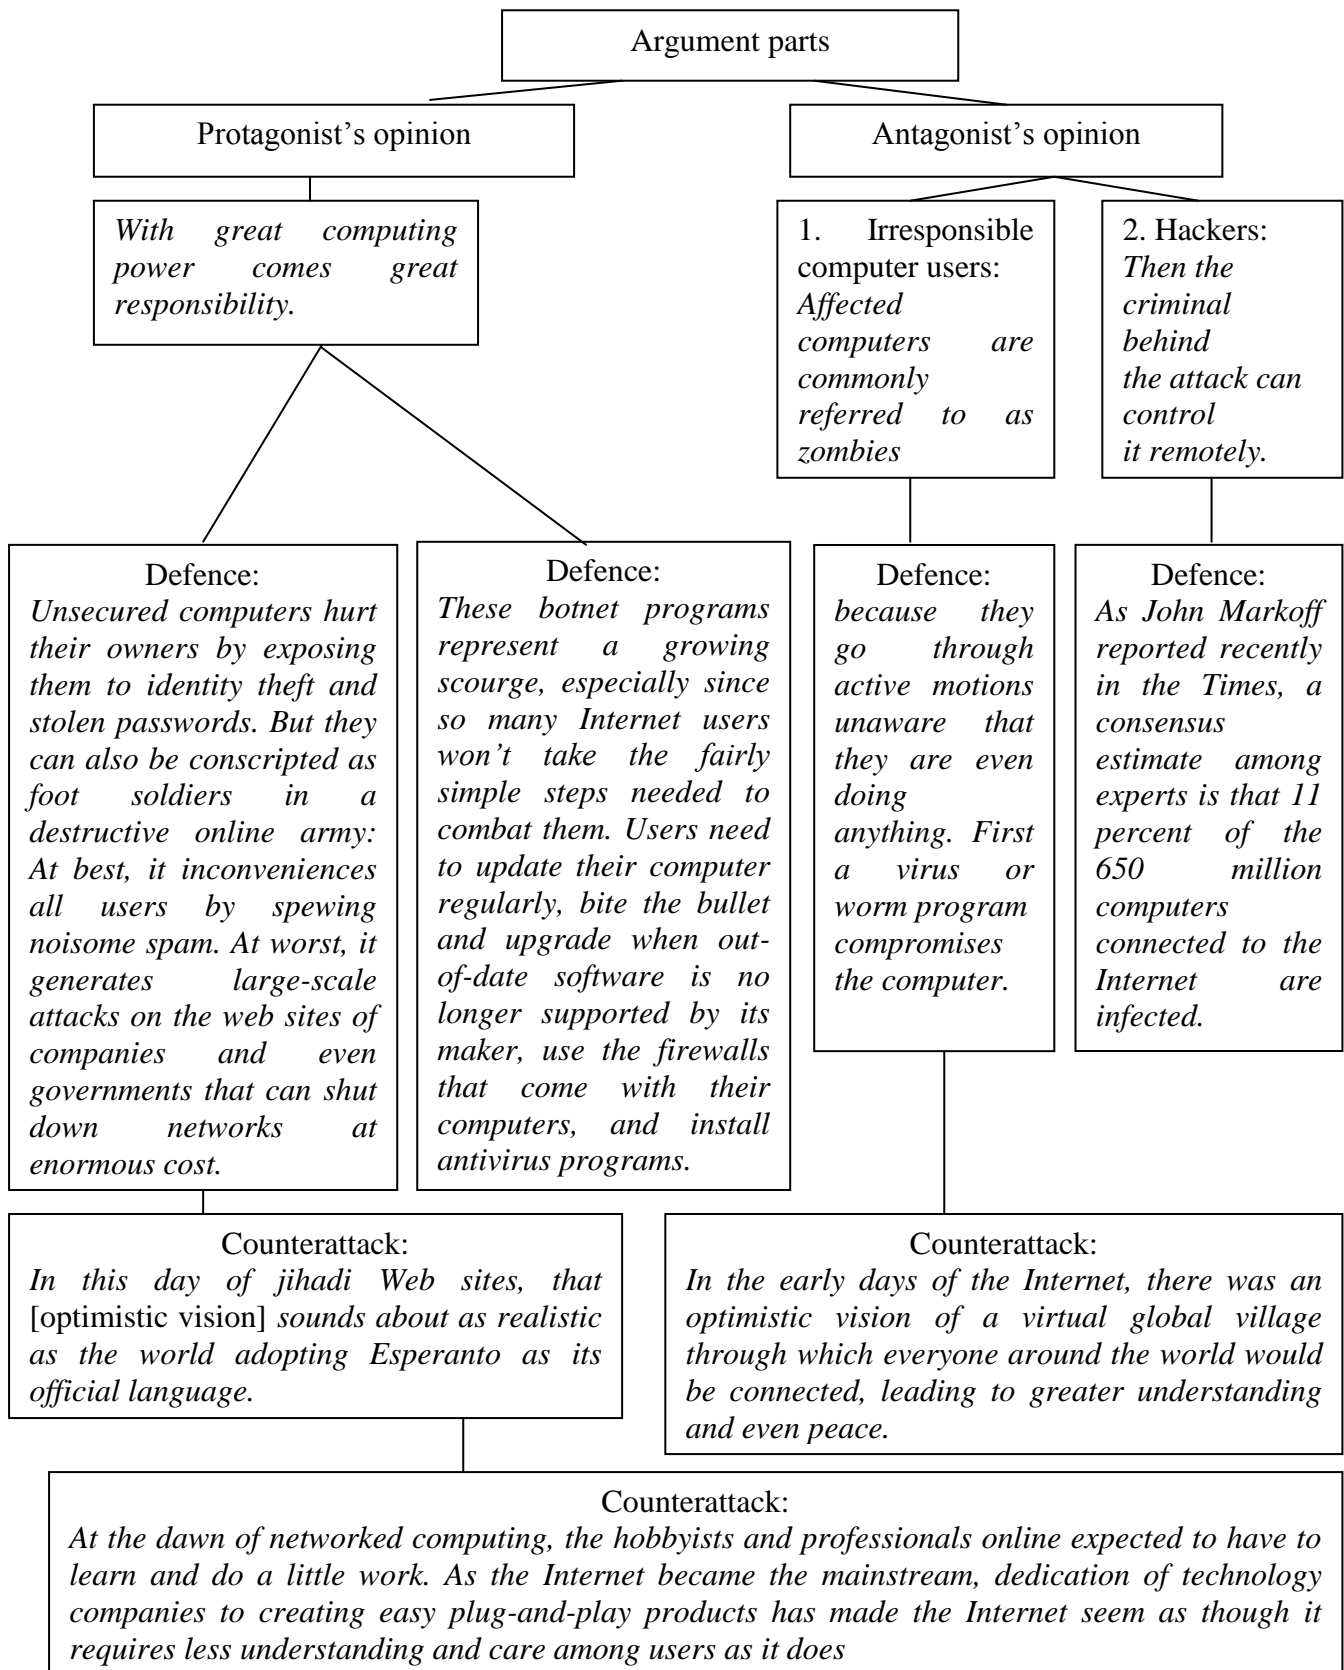 Argument parts
Protagonist’s opinion
Antagonist’s opinion
With great computing
power comes great
responsibility.
1. Irresponsible
computer users:
Affected
computers are
commonly
referred to as
zombies
2. Hackers:
Then the
criminal
behind
the attack can
control
it remotely.
Defence:
Unsecured computers hurt
their owners by exposing
them to identity theft and
stolen passwords. But they
can also be conscripted as
foot soldiers in a
destructive online army:
At best, it inconveniences
all users by spewing
noisome spam. At worst, it
generates large-scale
attacks on the web sites of
companies and even
governments that can shut
down networks at
enormous cost.
Defence:
These botnet programs
represent a growing
scourge, especially since
so many Internet users
won’t take the fairly
simple steps needed to
combat them. Users need
to update their computer
regularly, bite the bullet
and upgrade when out-
of-date software is no
longer supported by its
maker, use the firewalls
that come with their
computers, and install
antivirus programs.
Defence:
because they
go through
active motions
unaware that
they are even
doing
anything. First
a virus or
worm program
compromises
the computer.
Defence:
As John Markoff
reported recently
in the Times, a
consensus
estimate among
experts is that 11
percent of the
650 million
computers
connected to the
Internet are
infected.
Counterattack:
In this day of jihadi Web sites, that
[optimistic vision] sounds about as realistic
as the world adopting Esperanto as its
official language.
Counterattack:
In the early days of the Internet, there was an
optimistic vision of a virtual global village
through which everyone around the world would
be connected, leading to greater understanding
and even peace.
Counterattack:
At the dawn of networked computing, the hobbyists and professionals online expected to have to
learn and do a little work. As the Internet became the mainstream, dedication of technology
companies to creating easy plug-and-play products has made the Internet seem as though it
requires less understanding and care among users as it does